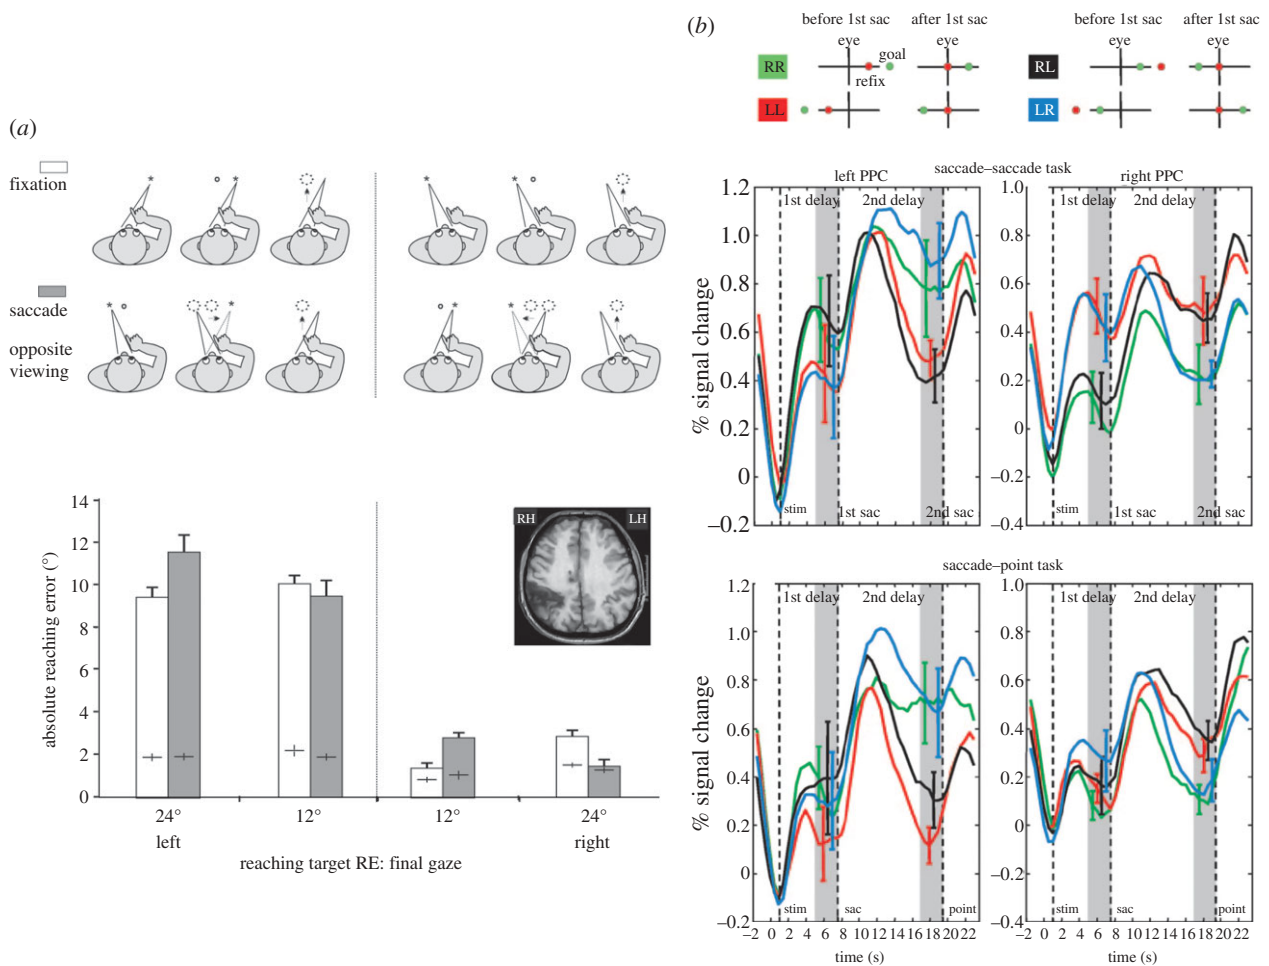 (a)
fixation
saccade
opposite
viewing
absolute reaching error (°)
14
12
10
8
6
4
2
0
RH
LH
24°
12°
12°
24°
left
right
reaching target RE: final gaze
(b)
before 1st sac
after 1st sac
before 1st sac
after 1st sac
eye
eye
eye
eye
goal
RR
refix
RL
LL
LR
saccade–saccade task
left PPC
right PPC
% signal change
1.2
1.0
0.8
0.6
0.4
0.2
0
–0.2
1st delay
2nd delay
stim
1st sac
2nd sac
1.0
0.8
0.6
0.4
0.2
0
–0.2
–0.4
1st delay
2nd delay
stim
1st sac
2nd sac
saccade–point task
% signal change
1.2
1.0
0.8
0.6
0.4
0.2
0
–0.2
1st delay
2nd delay
stim
sac
point
–2 0 2 4 6 8 10 12 14 16 18 20 22
time (s)
1.0
0.8
0.6
0.4
0.2
0
–0.2
–0.4
1st delay
2nd delay
stim
sac
point
–2 0 2 4 6 8 10 12 14 16 18 20 22
time (s)